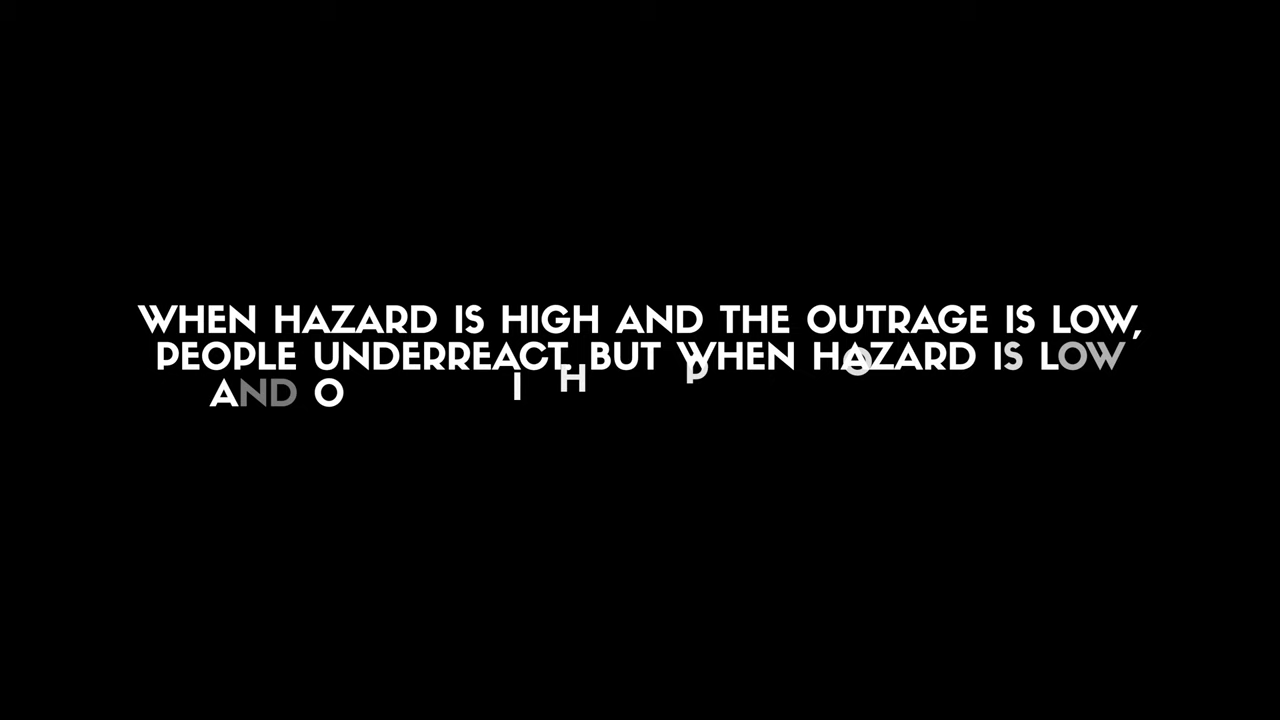 WHEN HAZARD IS HIGH AND THE OUTRAGE IS LOW,
PEOPLE UNDERREACT. BUT WHEN HAZARD IS LOW
AND O I H P O